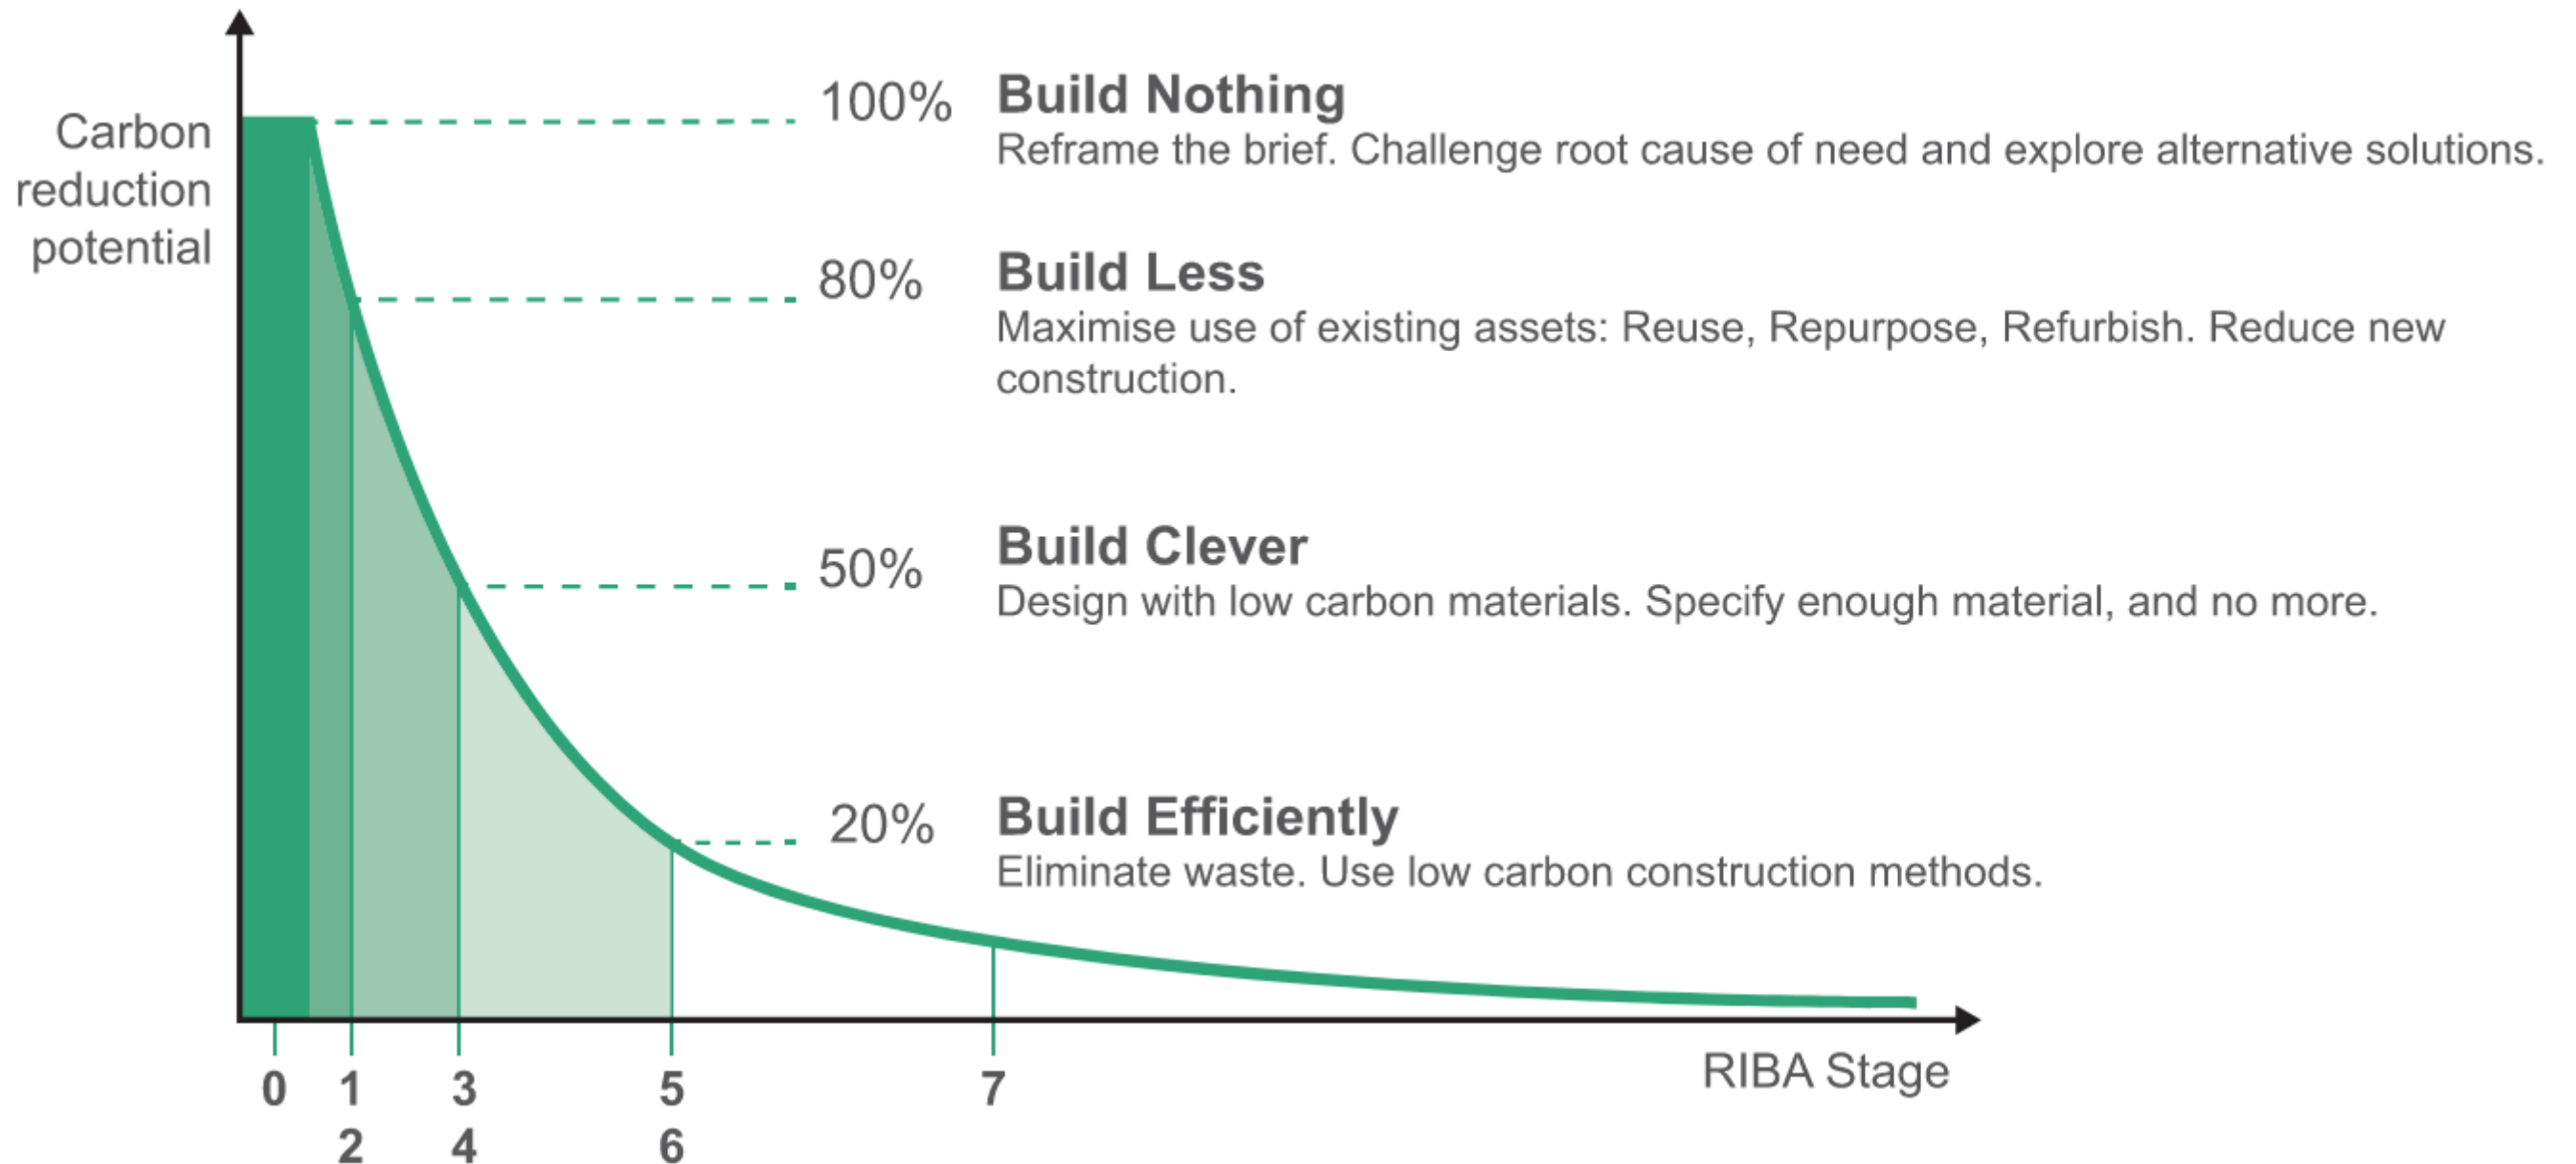 Carbon
reduction
potential
100%
Build Nothing
Reframe the brief. Challenge root cause of need and explore alternative solutions.
80%
Build Less
Maximise use of existing assets: Reuse, Repurpose, Refurbish. Reduce new
construction.
50%
Build Clever
Design with low carbon materials. Specify enough material, and no more.
20%
Build Efficiently
Eliminate waste. Use low carbon construction methods.
RIBA Stage
0 1 3 5 7
2 4 6